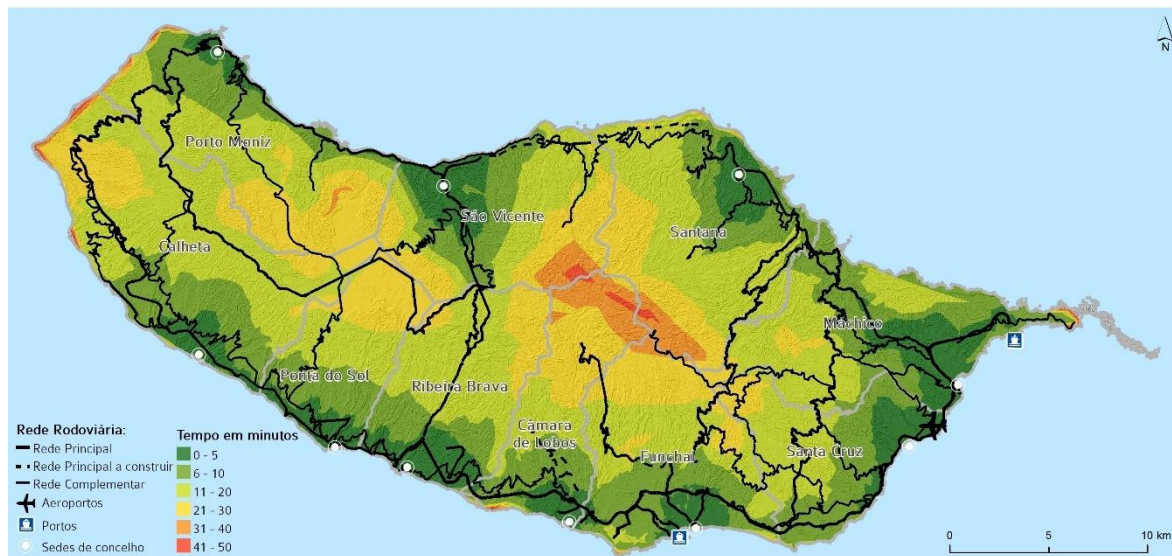 N
Porto Moniz
São Vicente
Santana
Calheta
Machico
Ponta do Sol
Ribeira Brava
Câmara
de Lobos
Funchal
Santa Cruz
Rede Rodoviária:
Rede Principal
Rede Principal a construir
Rede Complementar
Aeroportos
Portos
Sedes de concelho
Tempo em minutos
0 - 5
6 - 10
11 - 20
21 - 30
31 - 40
41 - 50
0 5 10 km